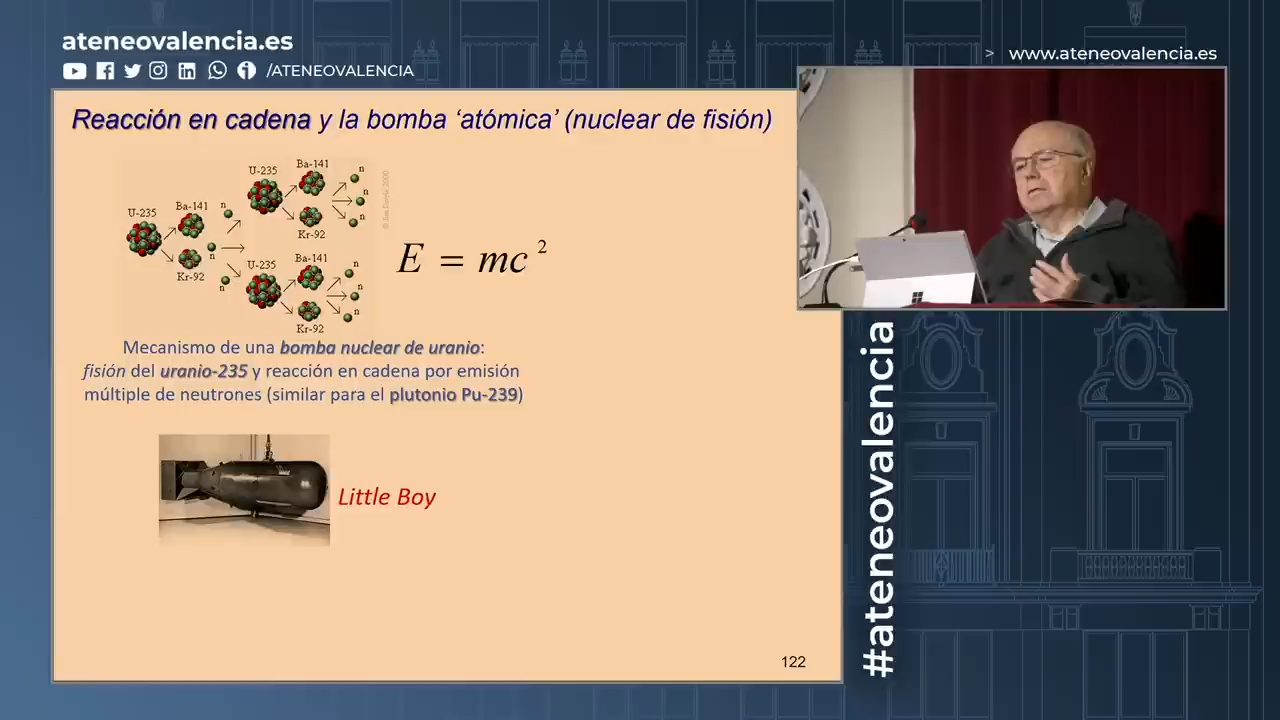 ateneovalencia.es
/ATENEOVALENCIA
> www.ateneovalencia.es
Reacción en cadena y la bomba ‘atómica’ (nuclear de fisión)
U-235
Ba-141
Kr-92
n
n
n
U-235
Ba-141
Kr-92
n
n
n
U-235
Ba-141
Kr-92
n
n
n
E = mc 2
Mecanismo de una bomba nuclear de uranio:
fisión del uranio-235 y reacción en cadena por emisión
múltiple de neutrones (similar para el plutonio Pu-239)
Little Boy
122
#ateneovalencia